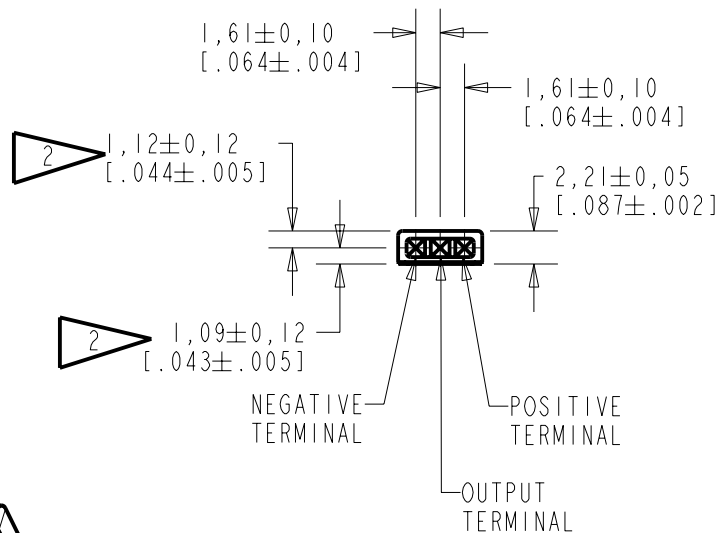 1,61±0,10
[.064±.004]
1,61±0,10
[.064±.004]
2
1,12±0,12
[.044±.005]
2,21±0,05
[.087±.002]
2
1,09±0,12
[.043±.005]
NEGATIVE
TERMINAL
POSITIVE
TERMINAL
OUTPUT
TERMINAL